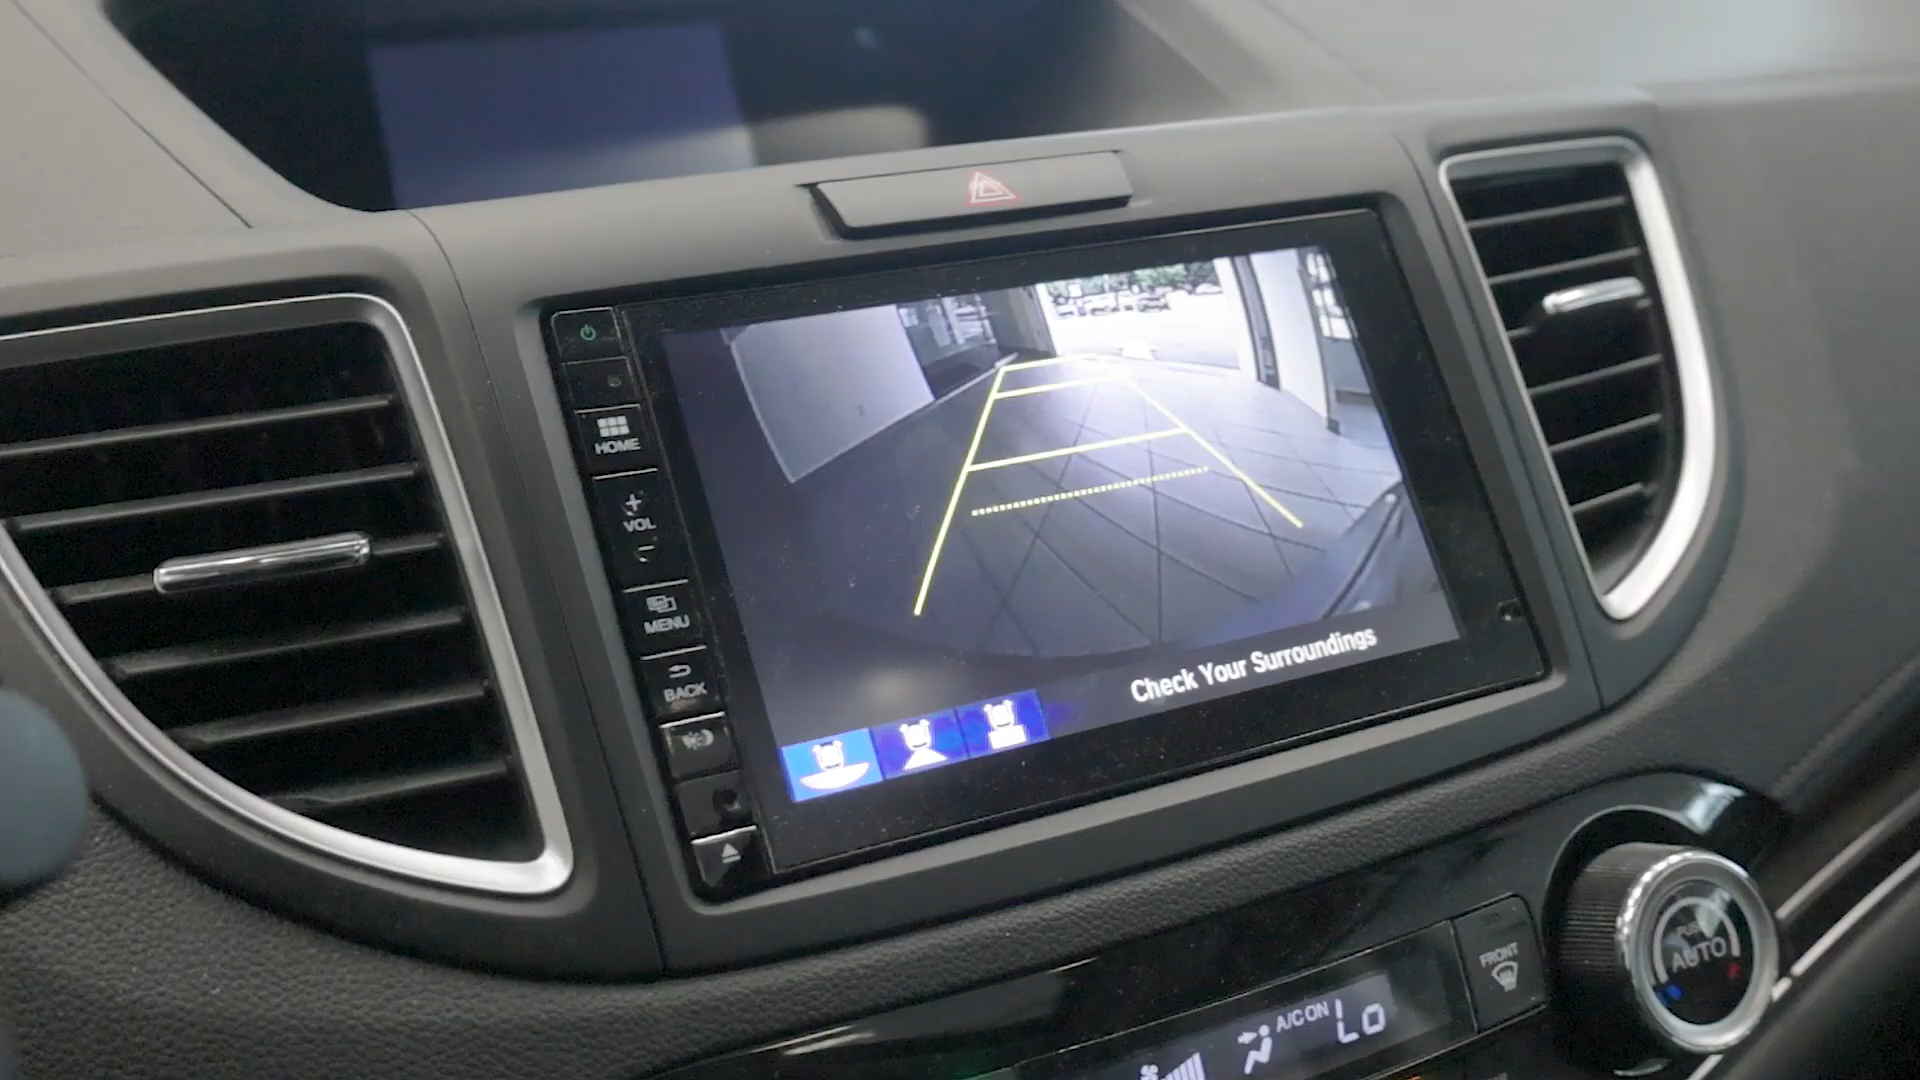 HOME
VOL
MENU
BACK
Check Your Surroundings
FRONT
AUTO
A/C ON
Lo